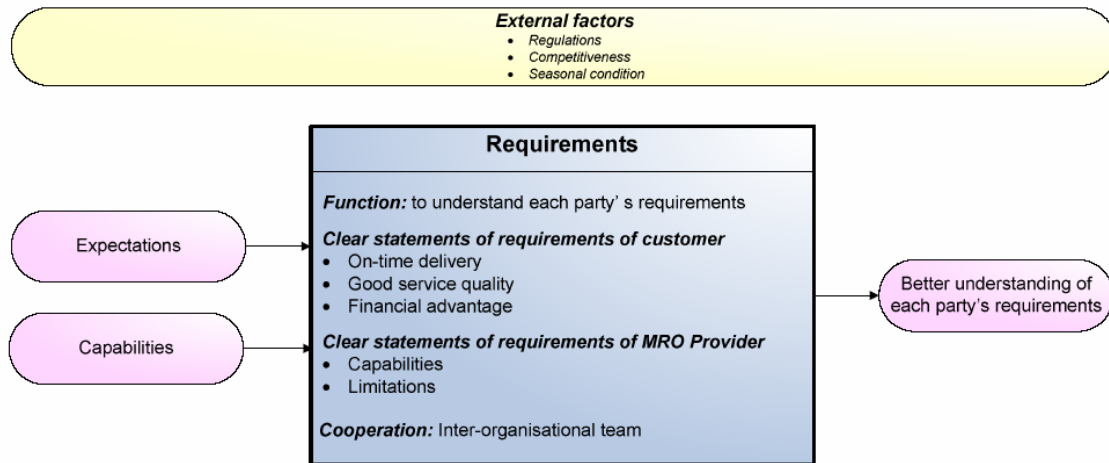 External factors
• Regulations
• Competitiveness
• Seasonal condition
Requirements
Function: to understand each party' s requirements
Clear statements of requirements of customer
• On-time delivery
• Good service quality
• Financial advantage
Clear statements of requirements of MRO Provider
• Capabilities
• Limitations
Cooperation: Inter-organisational team
Expectations
Capabilities
Better understanding of
each party's requirements